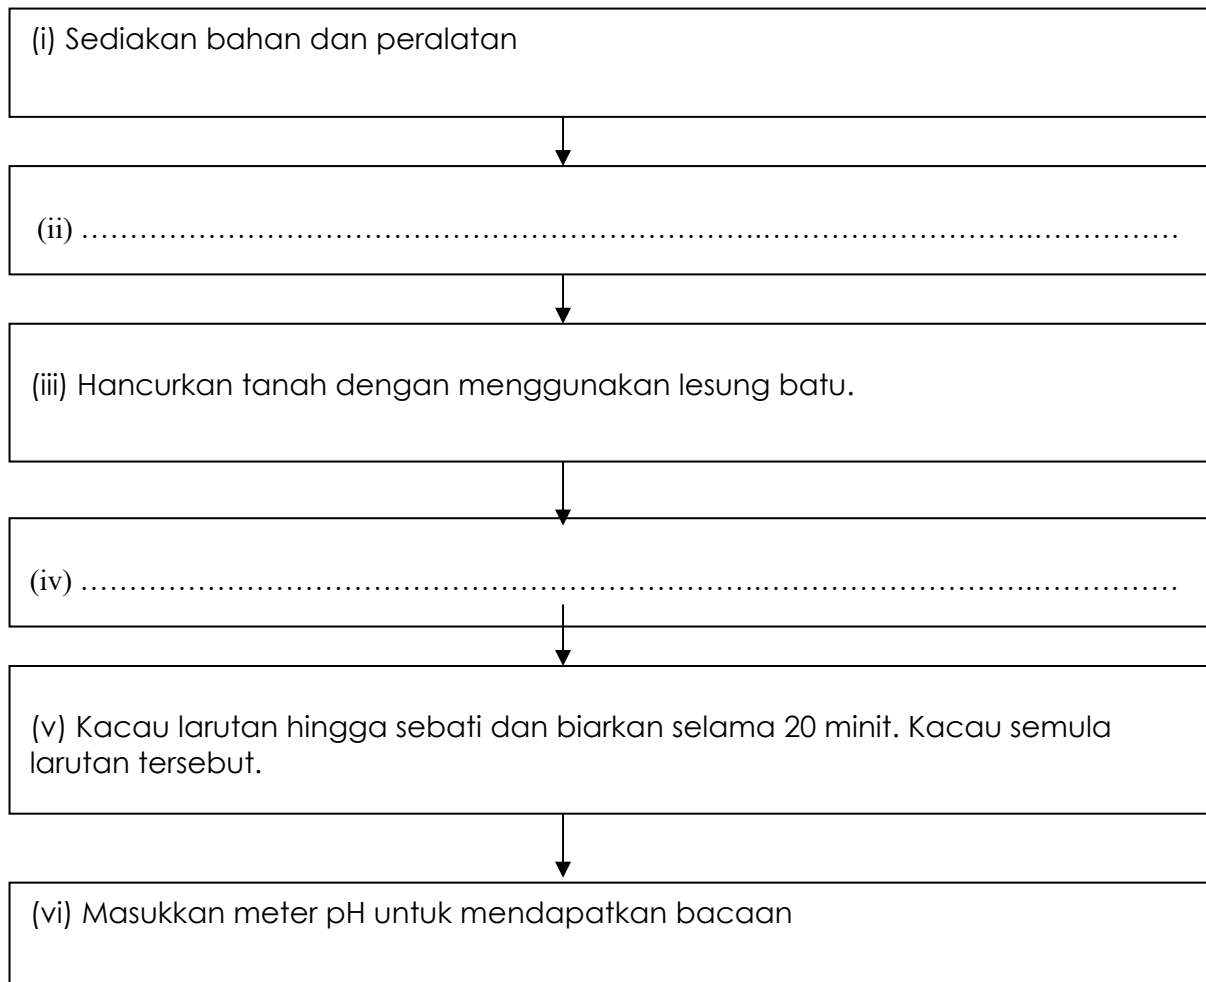 (i) Sediakan bahan dan peralatan
(ii) ……………………………………………………………..……………………….……………
(iii) Hancurkan tanah dengan menggunakan lesung batu.
(iv) ……………………………………………………………..……………………….……………
(v) Kacau larutan hingga sebati dan biarkan selama 20 minit. Kacau semula
larutan tersebut.
(vi) Masukkan meter pH untuk mendapatkan bacaan